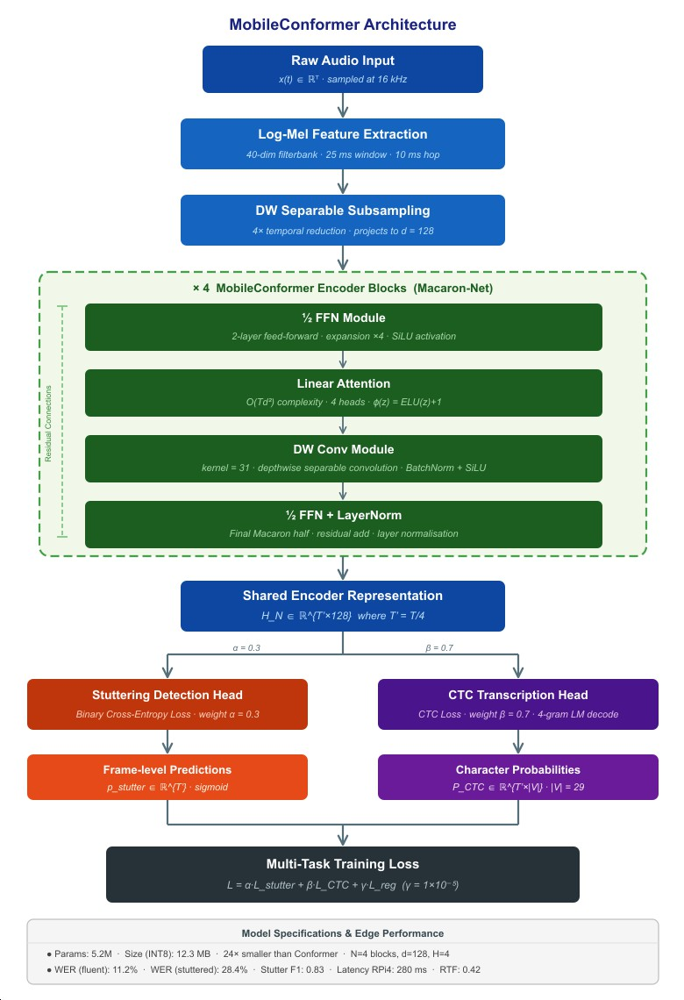 MobileConformer Architecture
Raw Audio Input
x(t) ∈ ℝᵀ · sampled at 16 kHz
Log-Mel Feature Extraction
40-dim filterbank · 25 ms window · 10 ms hop
DW Separable Subsampling
4× temporal reduction · projects to d = 128
× 4 MobileConformer Encoder Blocks (Macaron-Net)
½ FFN Module
2-layer feed-forward · expansion ×4 · SiLU activation
Linear Attention
O(Td²) complexity · 4 heads · ϕ(z) = ELU(z)+1
Residual Connections
DW Conv Module
kernel = 31 · depthwise separable convolution · BatchNorm + SiLU
½ FFN + LayerNorm
Final Macaron half · residual add · layer normalisation
Shared Encoder Representation
H_N ∈ ℝ^{T'×128} where T' = T/4
α = 0.3 β = 0.7
Stuttering Detection Head
Binary Cross-Entropy Loss · weight α = 0.3
CTC Transcription Head
CTC Loss · weight β = 0.7 · 4-gram LM decode
Frame-level Predictions
p_stutter ∈ ℝ^{T'} · sigmoid
Character Probabilities
P_CTC ∈ ℝ^{T'×|V|} · |V| = 29
Multi-Task Training Loss
L = α·L_stutter + β·L_CTC + γ·L_reg (γ = 1×10⁻⁵)
Model Specifications & Edge Performance
● Params: 5.2M · Size (INT8): 12.3 MB · 24× smaller than Conformer · N=4 blocks, d=128, H=4
● WER (fluent): 11.2% · WER (stuttered): 28.4% · Stutter F1: 0.83 · Latency RPi4: 280 ms · RTF: 0.42